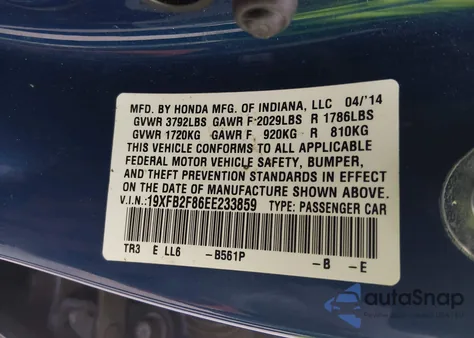 MFD. BY HONDA MFG. OF INDIANA, LLC 04/'14
GVWR 3792LBS GAWR F 2029LBS R 1786LBS
GVWR 1720KG GAWR F 920KG R 810KG
THIS VEHICLE CONFORMS TO ALL APPLICABLE
FEDERAL MOTOR VEHICLE SAFETY, BUMPER,
AND THEFT PREVENTION STANDARDS IN EFFECT
ON THE DATE OF MANUFACTURE SHOWN ABOVE.
V.I.N.: 19XFB2F86EE233859 TYPE: PASSENGER CAR
TR3 E LL6 -B561P -B -E
autoSnap